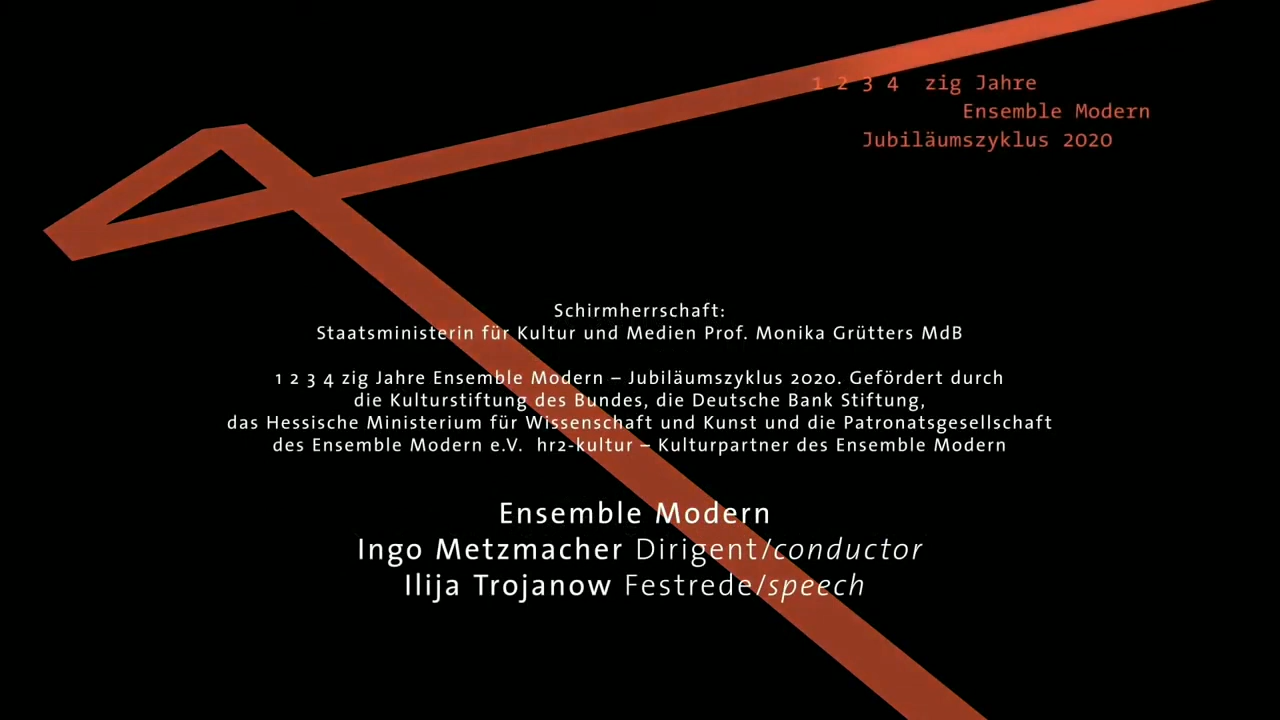 1 2 3 4 zig Jahre
Ensemble Modern
Jubiläumszyklus 2020
Schirmherrschaft:
Staatsministerin für Kultur und Medien Prof. Monika Grütters MdB
1 2 3 4 zig Jahre Ensemble Modern – Jubiläumszyklus 2020. Gefördert durch
die Kulturstiftung des Bundes, die Deutsche Bank Stiftung,
das Hessische Ministerium für Wissenschaft und Kunst und die Patronatsgesellschaft
des Ensemble Modern e.V. hr2-kultur – Kulturpartner des Ensemble Modern
Ensemble Modern
Ingo Metzmacher Dirigent/conductor
Ilija Trojanow Festrede/speech